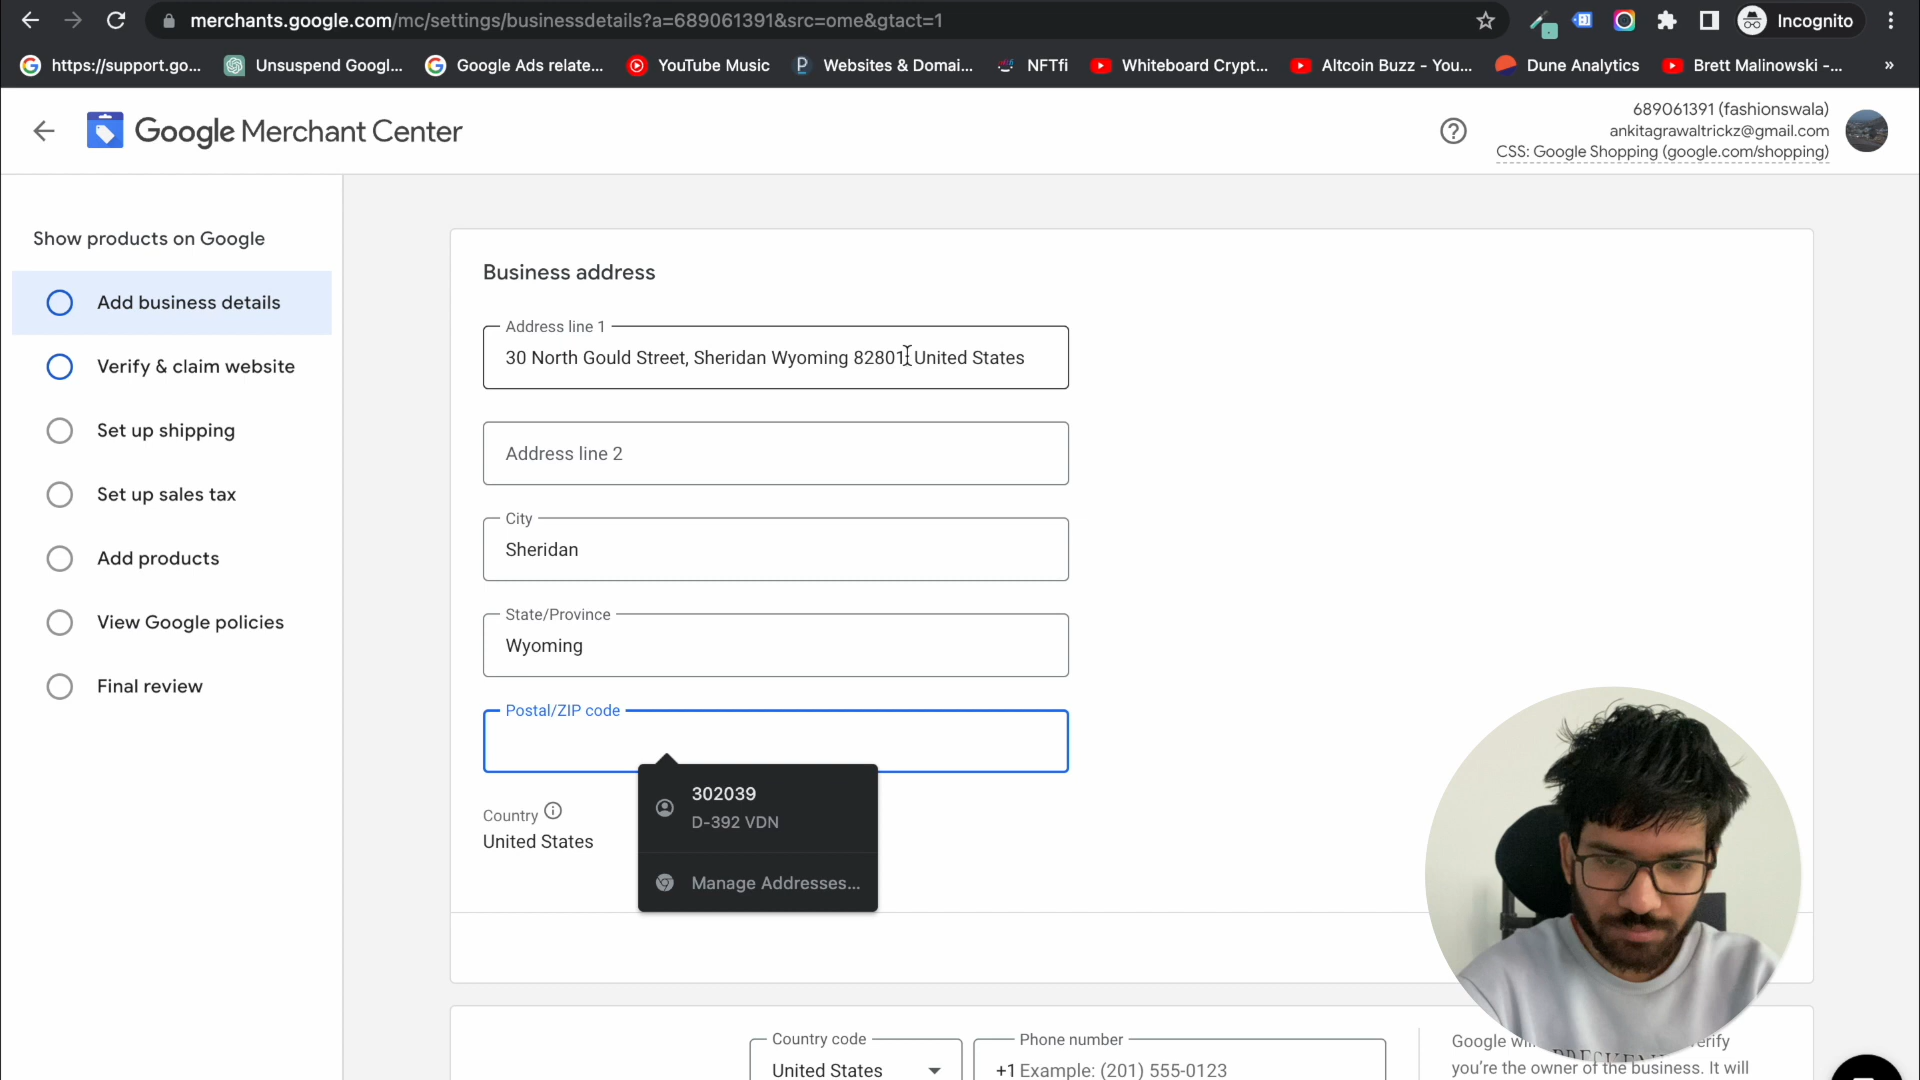 merchants.google.com/mc/settings/businessdetails?a=689061391&src=ome&gtact=1
Incognito
https://support.go...
Unsuspend Googl...
Google Ads relate...
YouTube Music
Websites & Domai...
NFTfi
Whiteboard Crypt...
Altcoin Buzz - You...
Dune Analytics
Brett Malinowski -...
»
Google Merchant Center
689061391 (fashionswala)
ankitagrawaltrickz@gmail.com
CSS: Google Shopping (google.com/shopping)
Show products on Google
Add business details
Verify & claim website
Set up shipping
Set up sales tax
Add products
View Google policies
Final review
Business address
Address line 1
30 North Gould Street, Sheridan Wyoming 82801 United States
Address line 2
City
Sheridan
State/Province
Wyoming
Postal/ZIP code
302039
D-392 VDN
Manage Addresses...
Country
United States
Country code
United States
Phone number
+1 Example: (201) 555-0123
Google
you're the owner of the business. It will